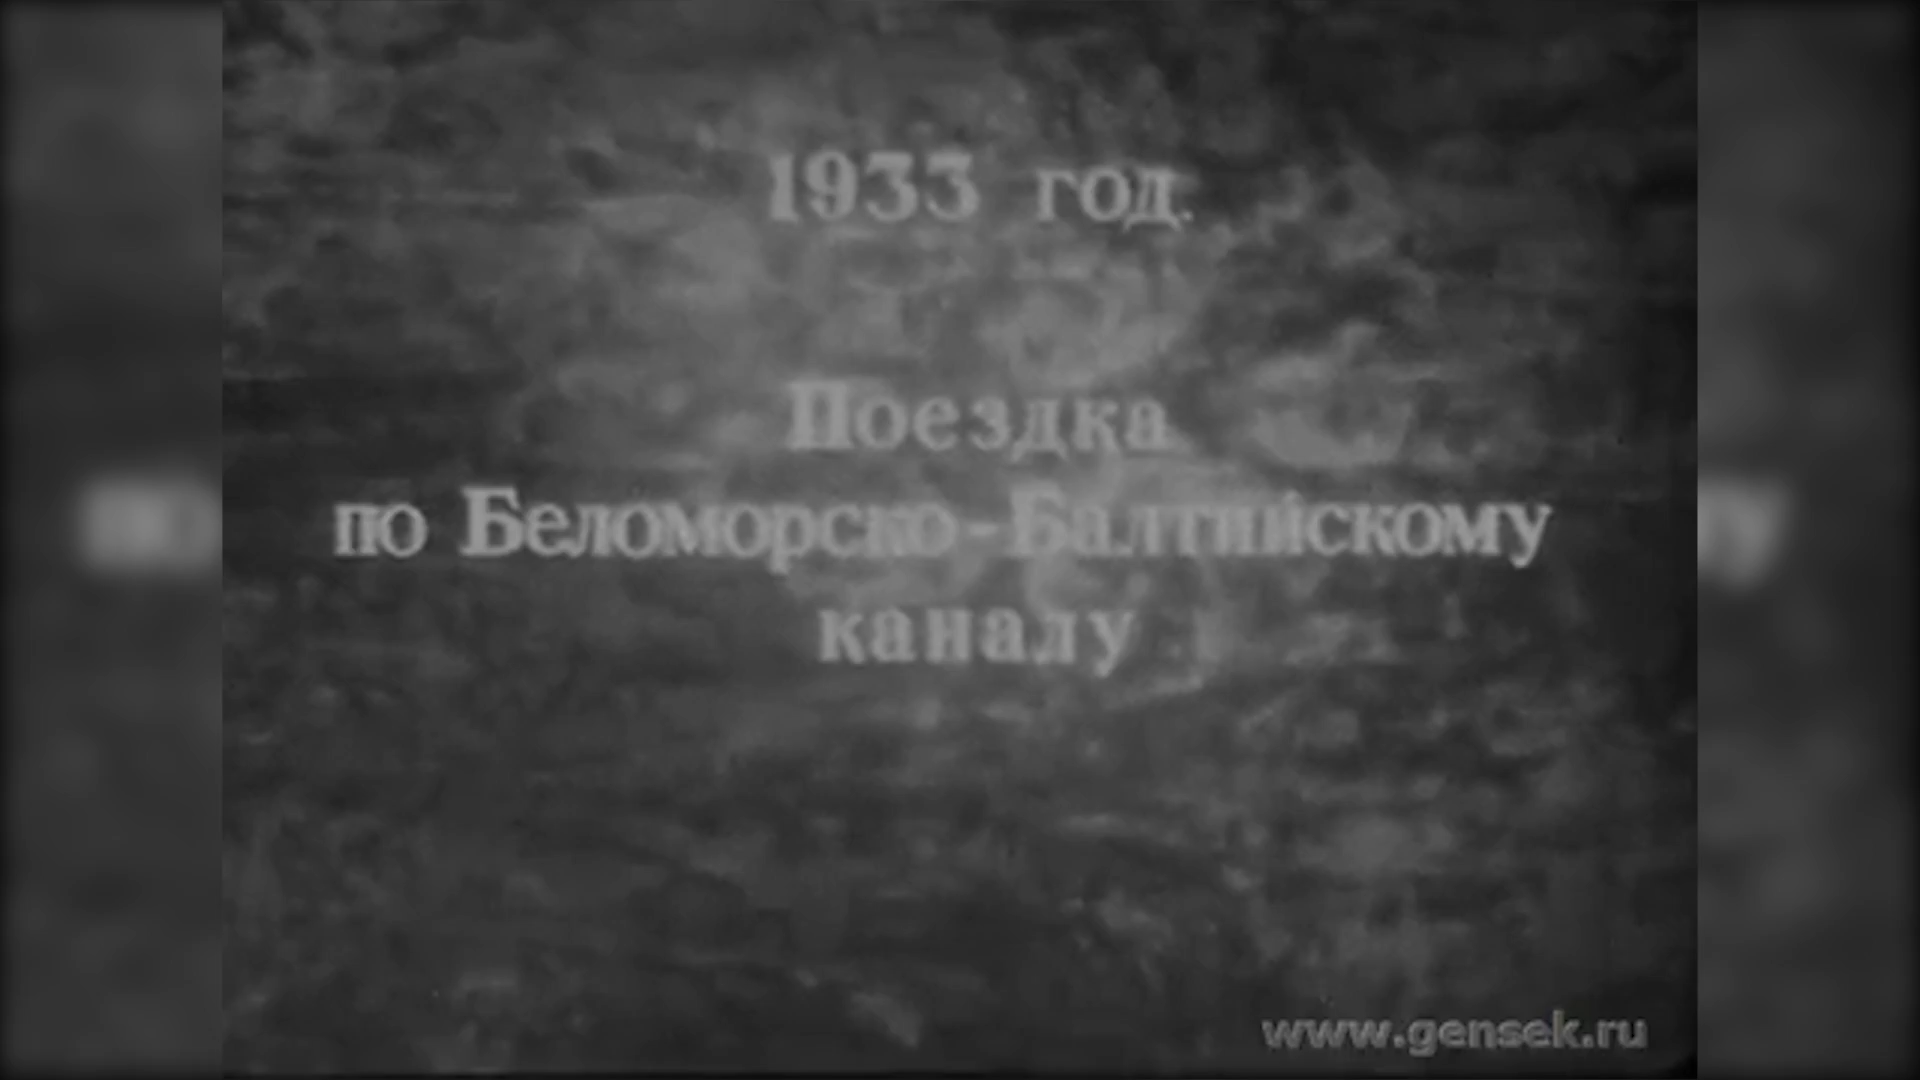 1933 год.
Поездка
по Беломорско-Балтийскому
каналу
www.gensek.ru